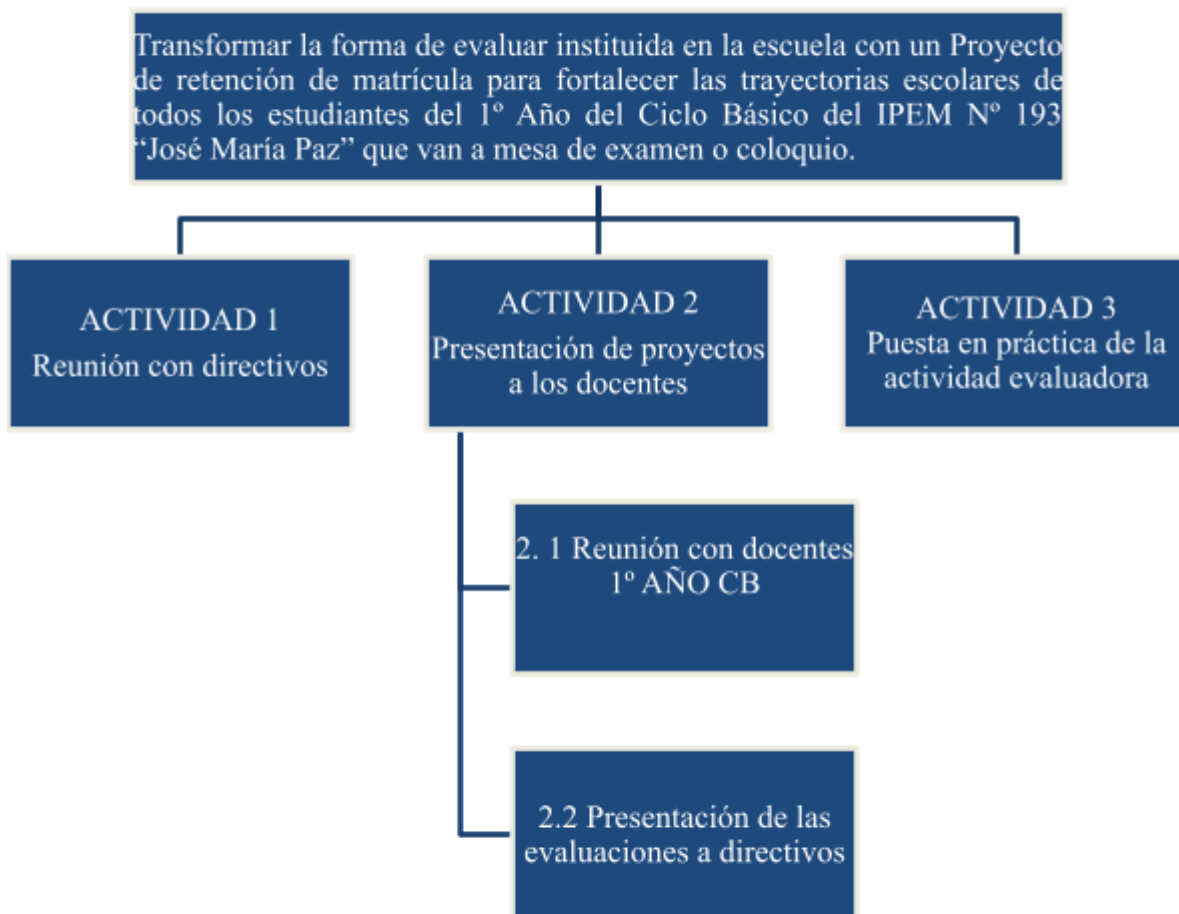 Transformar la forma de evaluar instituida en la escuela con un Proyecto
de retención de matrícula para fortalecer las trayectorias escolares de
todos los estudiantes del 1º Año del Ciclo Básico del IPEM Nº 193
“José María Paz” que van a mesa de examen o coloquio.
ACTIVIDAD 1
Reunión con directivos
ACTIVIDAD 2
Presentación de proyectos
a los docentes
ACTIVIDAD 3
Puesta en práctica de la
actividad evaluadora
2. 1 Reunión con docentes
1º AÑO CB
2.2 Presentación de las
evaluaciones a directivos